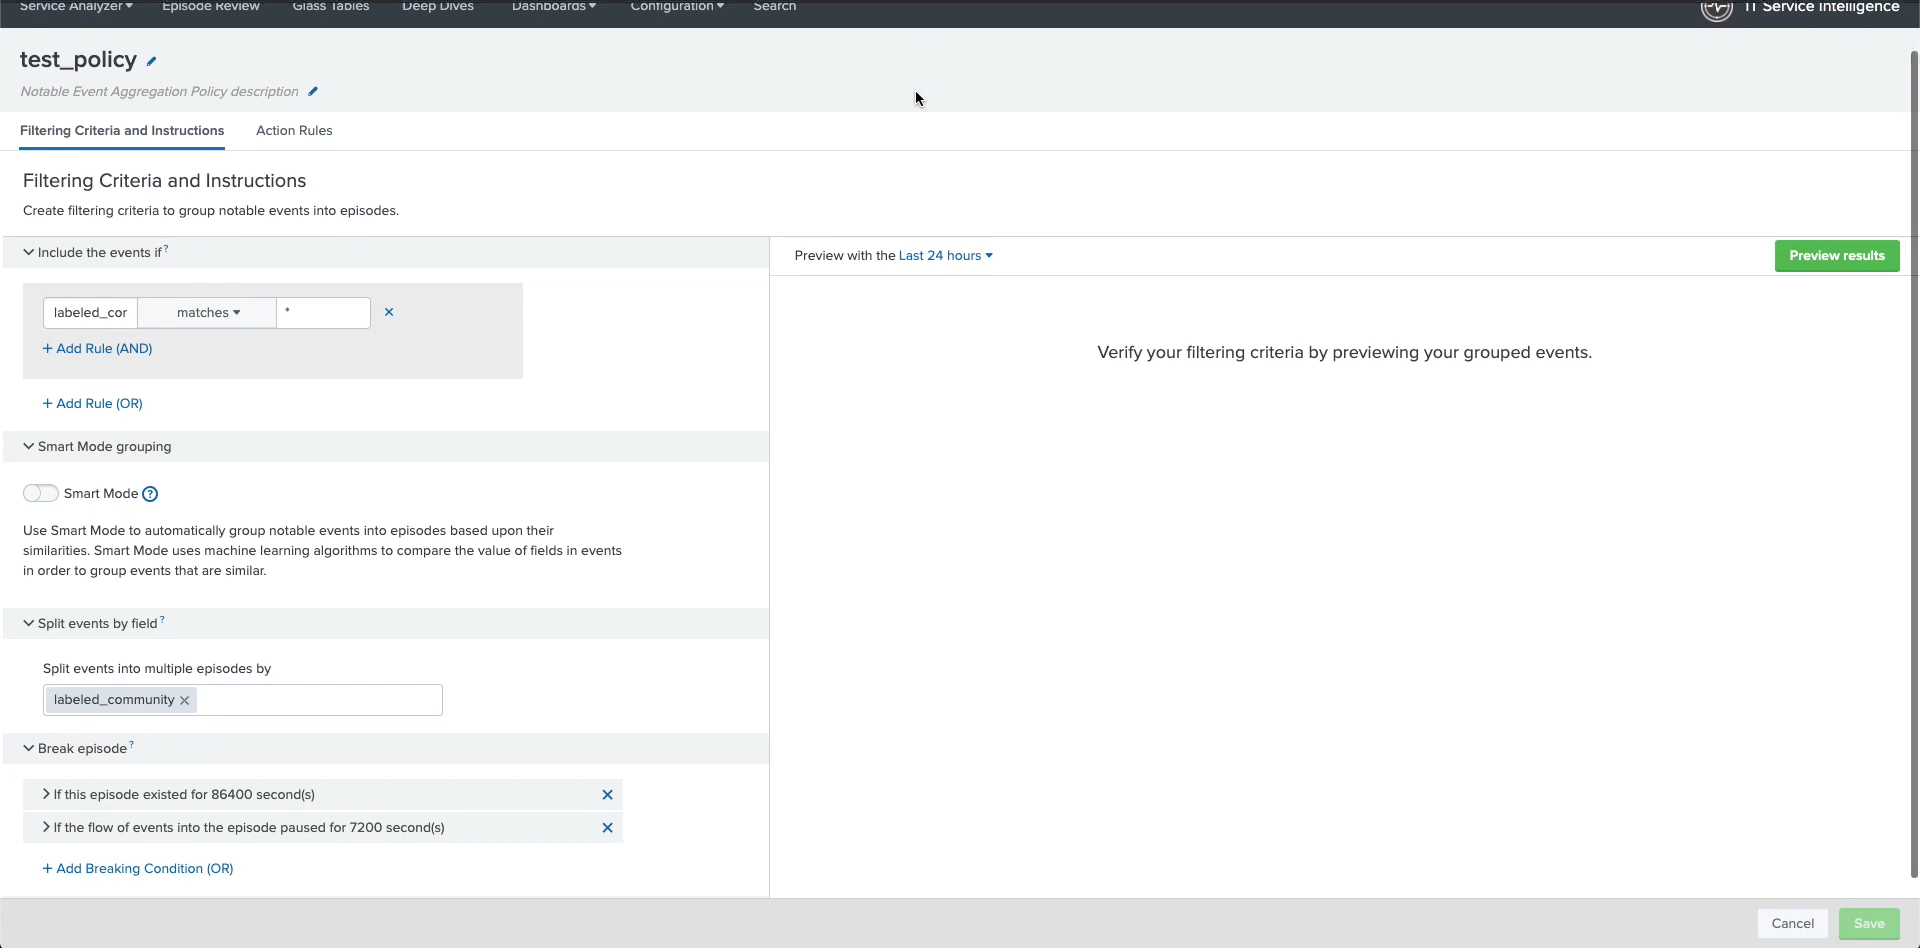 Service Analyzer Episode Review Glass Tables Deep Dives Dashboards Configuration Search IT Service Intelligence
test_policy
Notable Event Aggregation Policy description
Filtering Criteria and Instructions Action Rules
Filtering Criteria and Instructions
Create filtering criteria to group notable events into episodes.
Include the events if ?
Preview with the Last 24 hours Preview results
labeled_cor matches *
+ Add Rule (AND)
Verify your filtering criteria by previewing your grouped events.
+ Add Rule (OR)
Smart Mode grouping
Smart Mode ?
Use Smart Mode to automatically group notable events into episodes based upon their
similarities. Smart Mode uses machine learning algorithms to compare the value of fields in events
in order to group events that are similar.
Split events by field ?
Split events into multiple episodes by
labeled_community
Break episode ?
If this episode existed for 86400 second(s)
If the flow of events into the episode paused for 7200 second(s)
+ Add Breaking Condition (OR)
Cancel Save